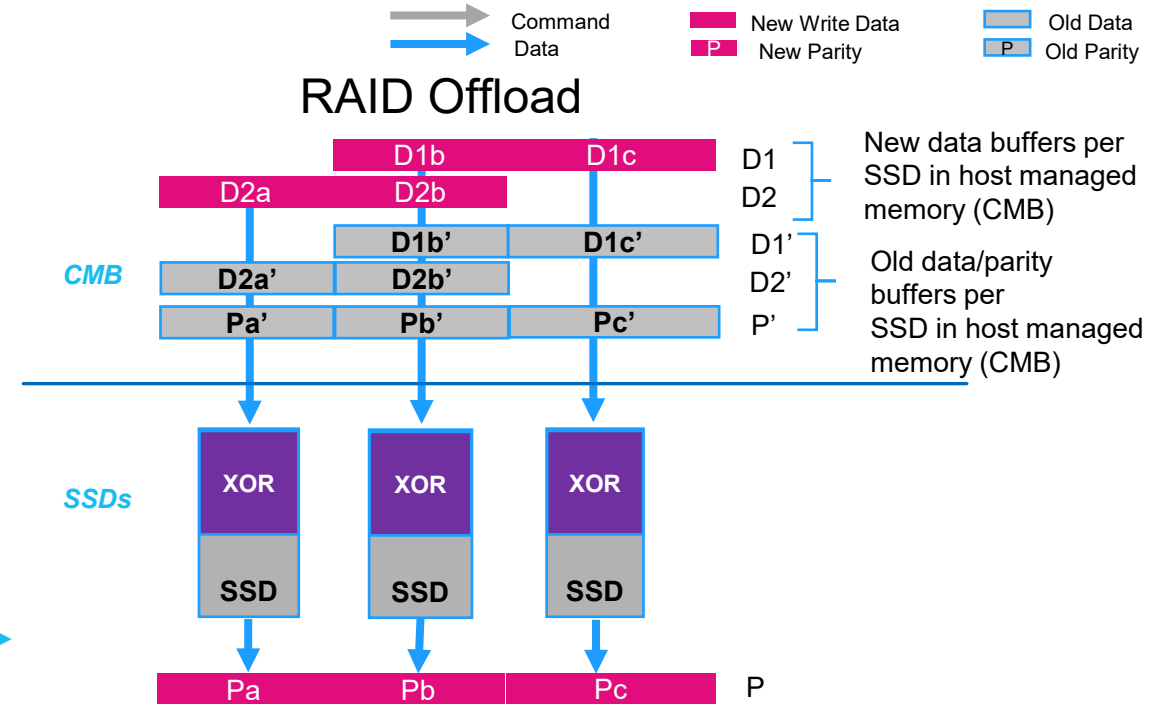 Command
Data
New Write Data
P New Parity
Old Data
P Old Parity
RAID Offload
D1b D1c D1
D2a D2b D2
New data buffers per
SSD in host managed
memory (CMB)
D1b’ D1c’ D1’
CMB
D2a’ D2b’ D2’
Pa’ Pb’ Pc’ P’
Old data/parity
buffers per
SSD in host managed
memory (CMB)
SSDs
XOR XOR XOR
SSD SSD SSD
Pa Pb Pc P